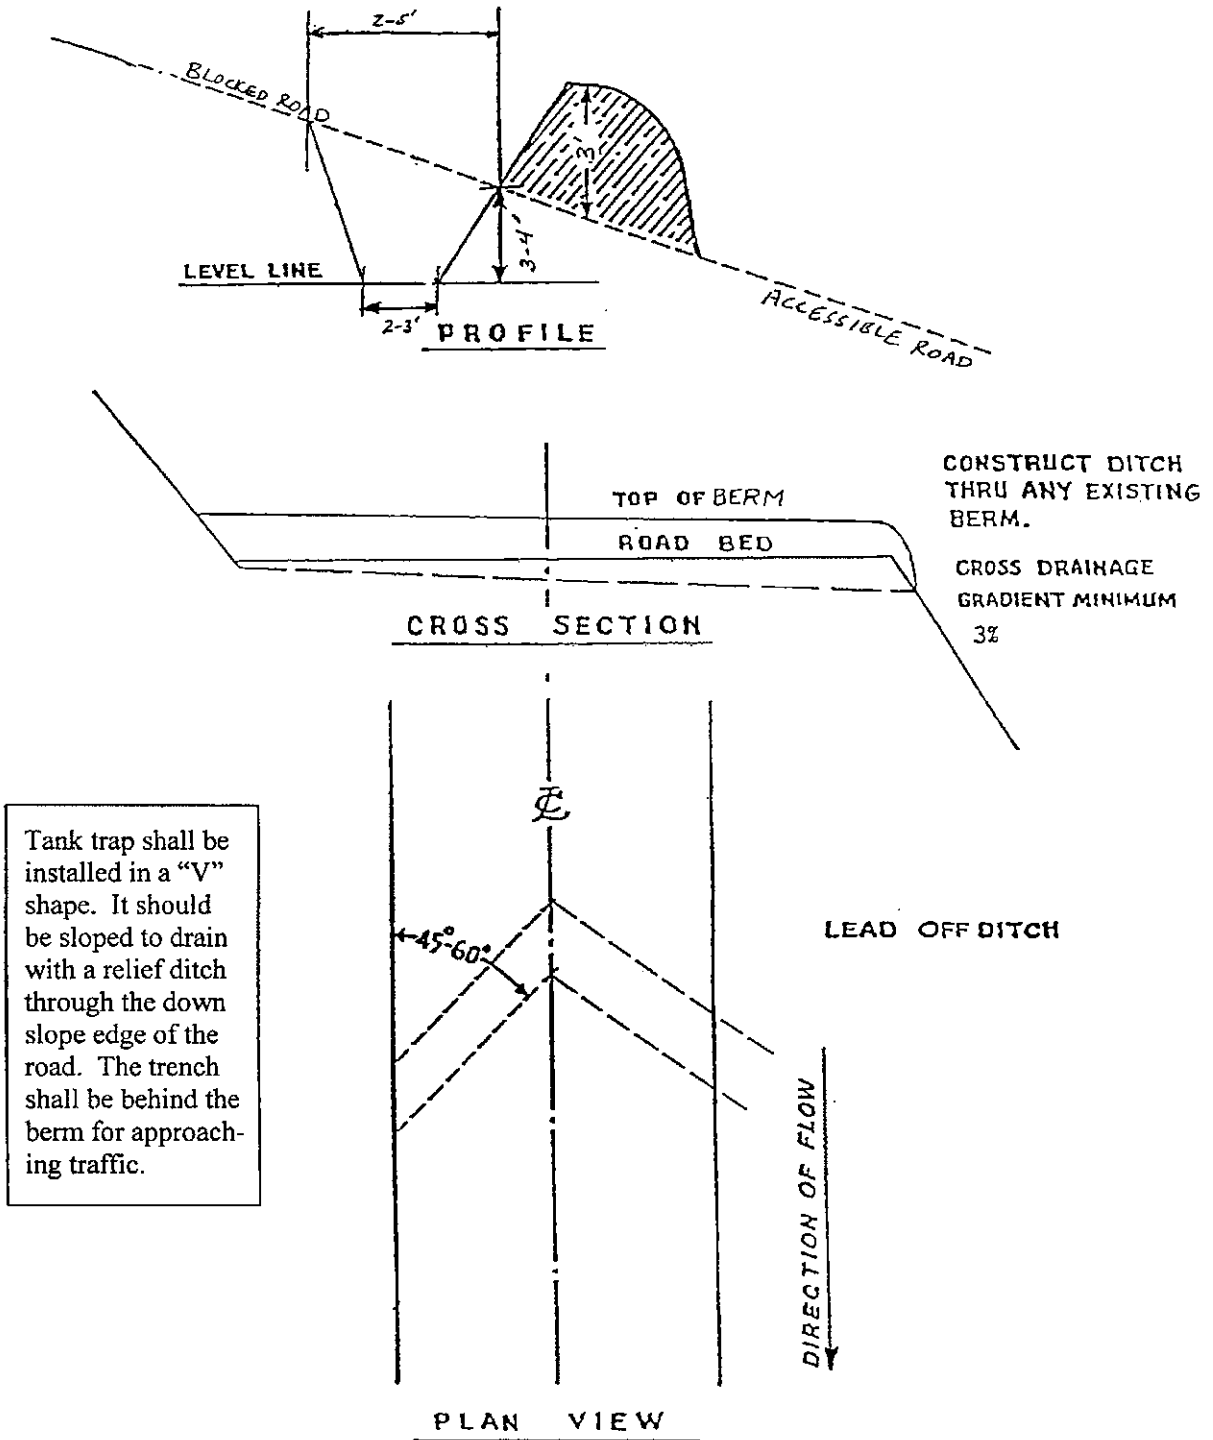 2-5'
BLOCKED ROAD
3'
3-4'
LEVEL LINE
2-3'
PROFILE
ACCESSIBLE ROAD
CONSTRUCT DITCH
THRU ANY EXISTING
BERM.
TOP OF BERM
ROAD BED
CROSS DRAINAGE
GRADIENT MINIMUM
3%
CROSS SECTION
CL
Tank trap shall be
installed in a “V”
shape. It should
be sloped to drain
with a relief ditch
through the down
slope edge of the
road. The trench
shall be behind the
berm for approach-
ing traffic.
45°-60°
LEAD OFF DITCH
DIRECTION OF FLOW
PLAN VIEW